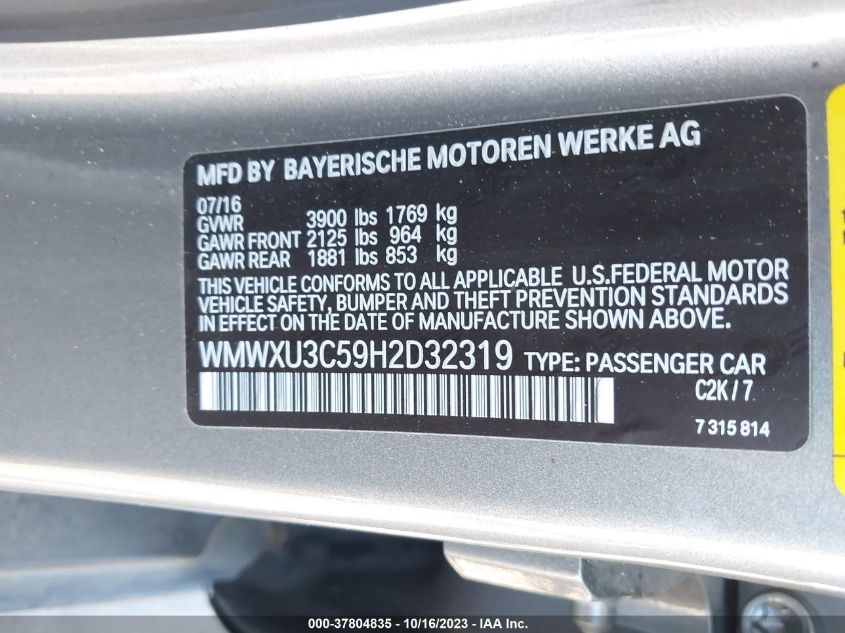 MFD BY BAYERISCHE MOTOREN WERKE AG
07/16
GVWR 3900 lbs 1769 kg
GAWR FRONT 2125 lbs 964 kg
GAWR REAR 1881 lbs 853 kg
THIS VEHICLE CONFORMS TO ALL APPLICABLE U.S.FEDERAL MOTOR
VEHICLE SAFETY, BUMPER AND THEFT PREVENTION STANDARDS
IN EFFECT ON THE DATE OF MANUFACTURE SHOWN ABOVE.
WMWXU3C59H2D32319 TYPE: PASSENGER CAR
C2K / 7
7 315 814
000-37804835 - 10/16/2023 - IAA Inc.